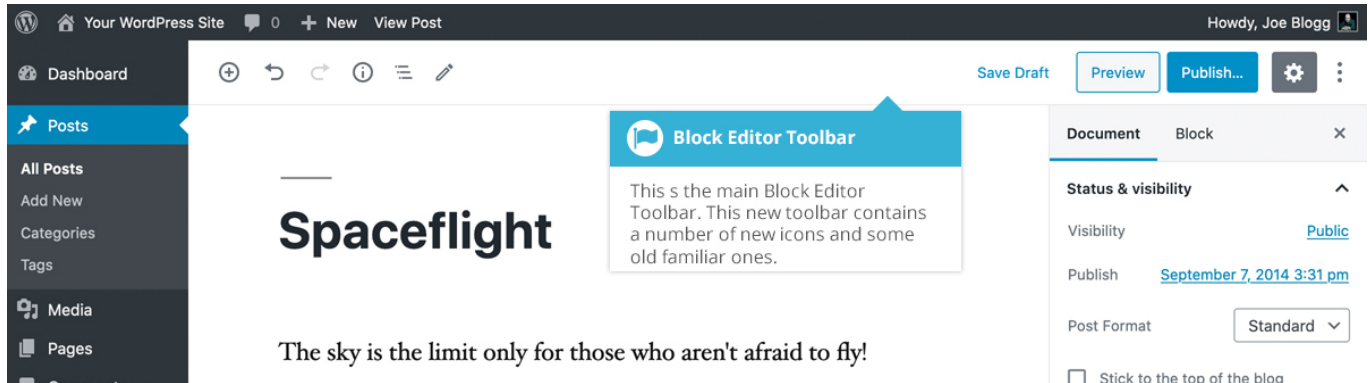 Your WordPress Site 0 New View Post Howdy, Joe Blogg
Dashboard
Save Draft Preview Publish...
Posts
All Posts
Add New
Categories
Tags
Media
Pages
Spaceflight
The sky is the limit only for those who aren't afraid to fly!
Block Editor Toolbar
This s the main Block Editor
Toolbar. This new toolbar contains
a number of new icons and some
old familiar ones.
Document Block
Status & visibility
Visibility Public
Publish September 7, 2014 3:31 pm
Post Format Standard
Stick to the top of the blog